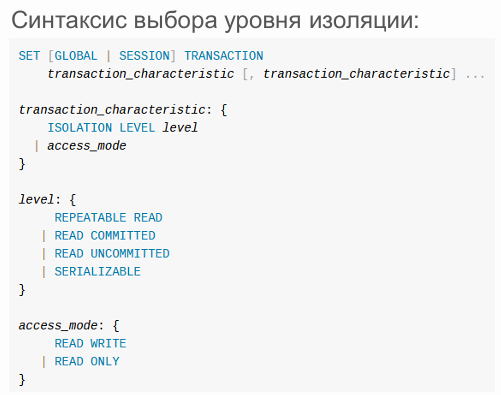 Синтаксис выбора уровня изоляции:
SET [GLOBAL | SESSION] TRANSACTION
transaction_characteristic [, transaction_characteristic] ...
transaction_characteristic: {
ISOLATION LEVEL level
| access_mode
}
level: {
REPEATABLE READ
| READ COMMITTED
| READ UNCOMMITTED
| SERIALIZABLE
}
access_mode: {
READ WRITE
| READ ONLY
}